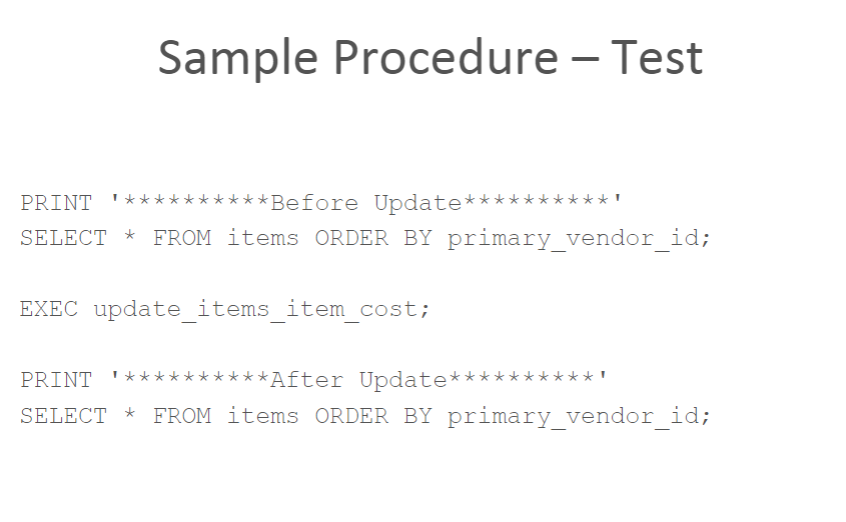 Sample Procedure – Test
PRINT '**********Before Update**********'
SELECT * FROM items ORDER BY primary_vendor_id;
EXEC update_items_item_cost;
PRINT '**********After Update**********'
SELECT * FROM items ORDER BY primary_vendor_id;